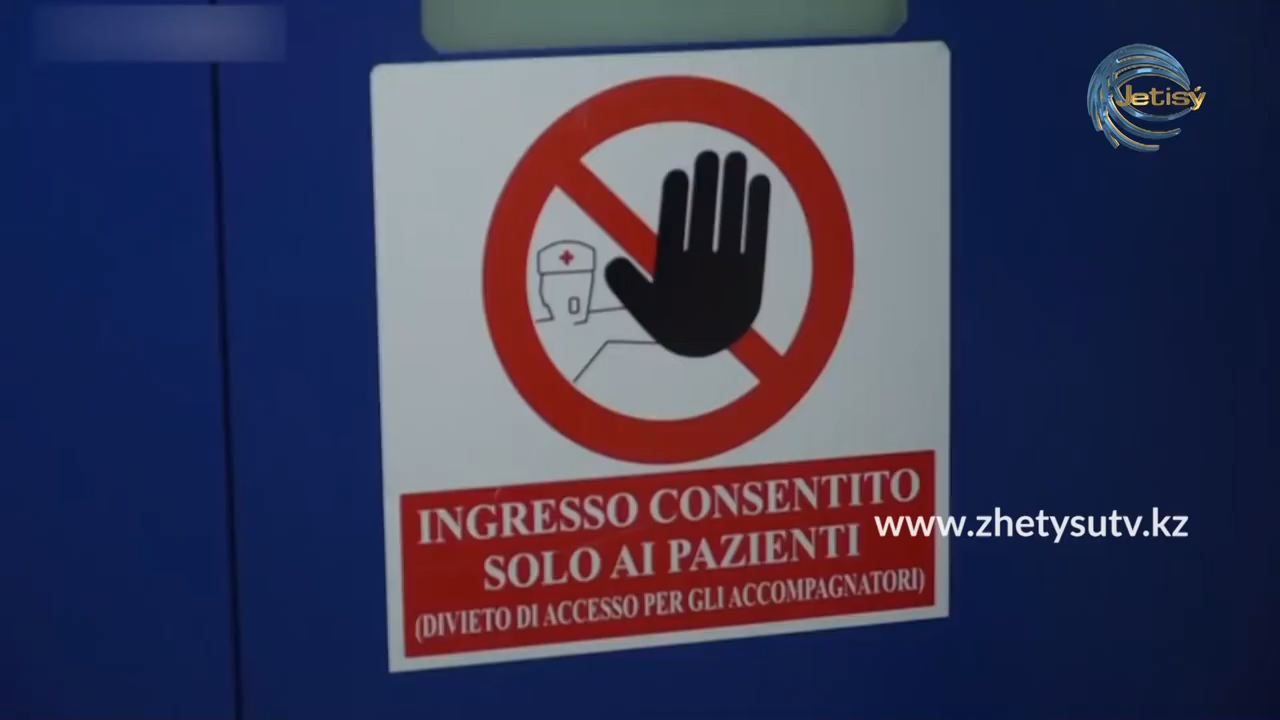 Jetisý
INGRESSO CONSENTITO
SOLO AI PAZIENTI
(DIVIETO DI ACCESSO PER GLI ACCOMPAGNATORI)
www.zhetysutv.kz